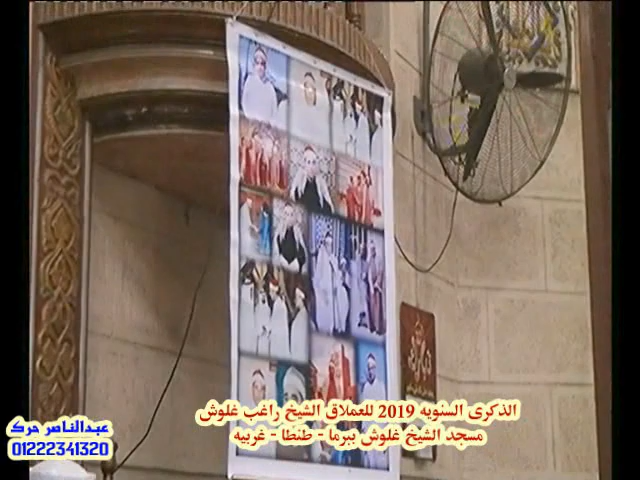 الذكرى السنويه 2019 للعملاق الشيخ راغب غلوش
مسجد الشيخ غلوش ببرما - طنطا - غربيه
عبدالناصر حرك
01222341320